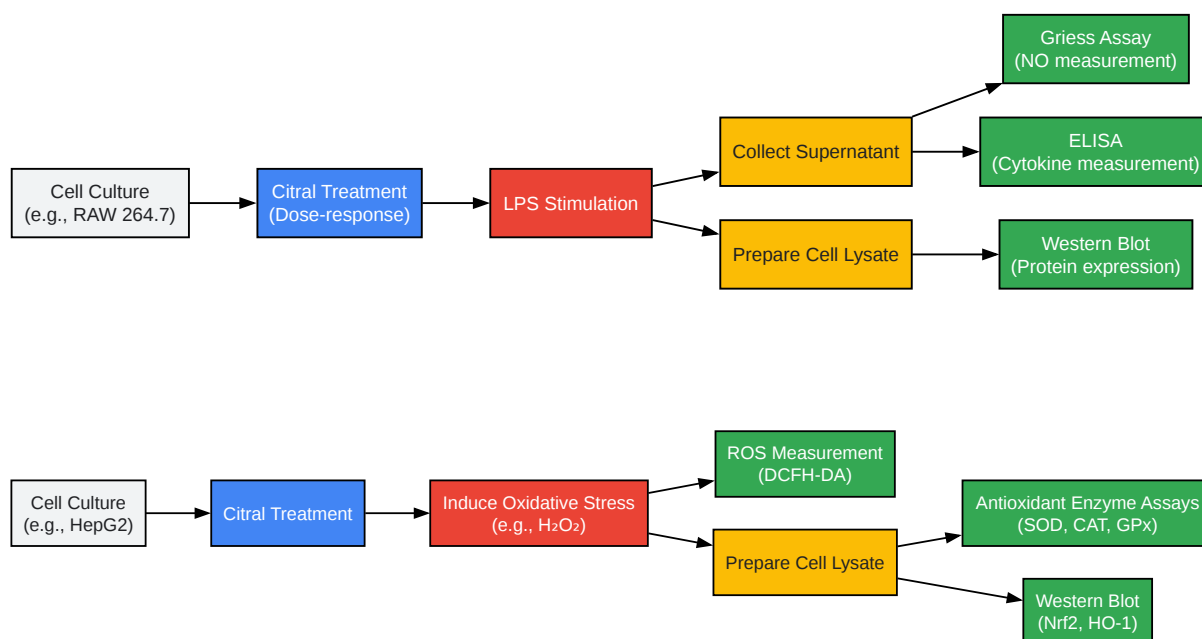 Cell Culture
(e.g., RAW 264.7)
Citral Treatment
(Dose-response)
LPS Stimulation
Collect Supernatant
Prepare Cell Lysate
Griess Assay
(NO measurement)
ELISA
(Cytokine measurement)
Western Blot
(Protein expression)
Cell Culture
(e.g., HepG2)
Citral Treatment
Induce Oxidative Stress
(e.g., H₂O₂)
ROS Measurement
(DCFH-DA)
Prepare Cell Lysate
Antioxidant Enzyme Assays
(SOD, CAT, GPx)
Western Blot
(Nrf2, HO-1)